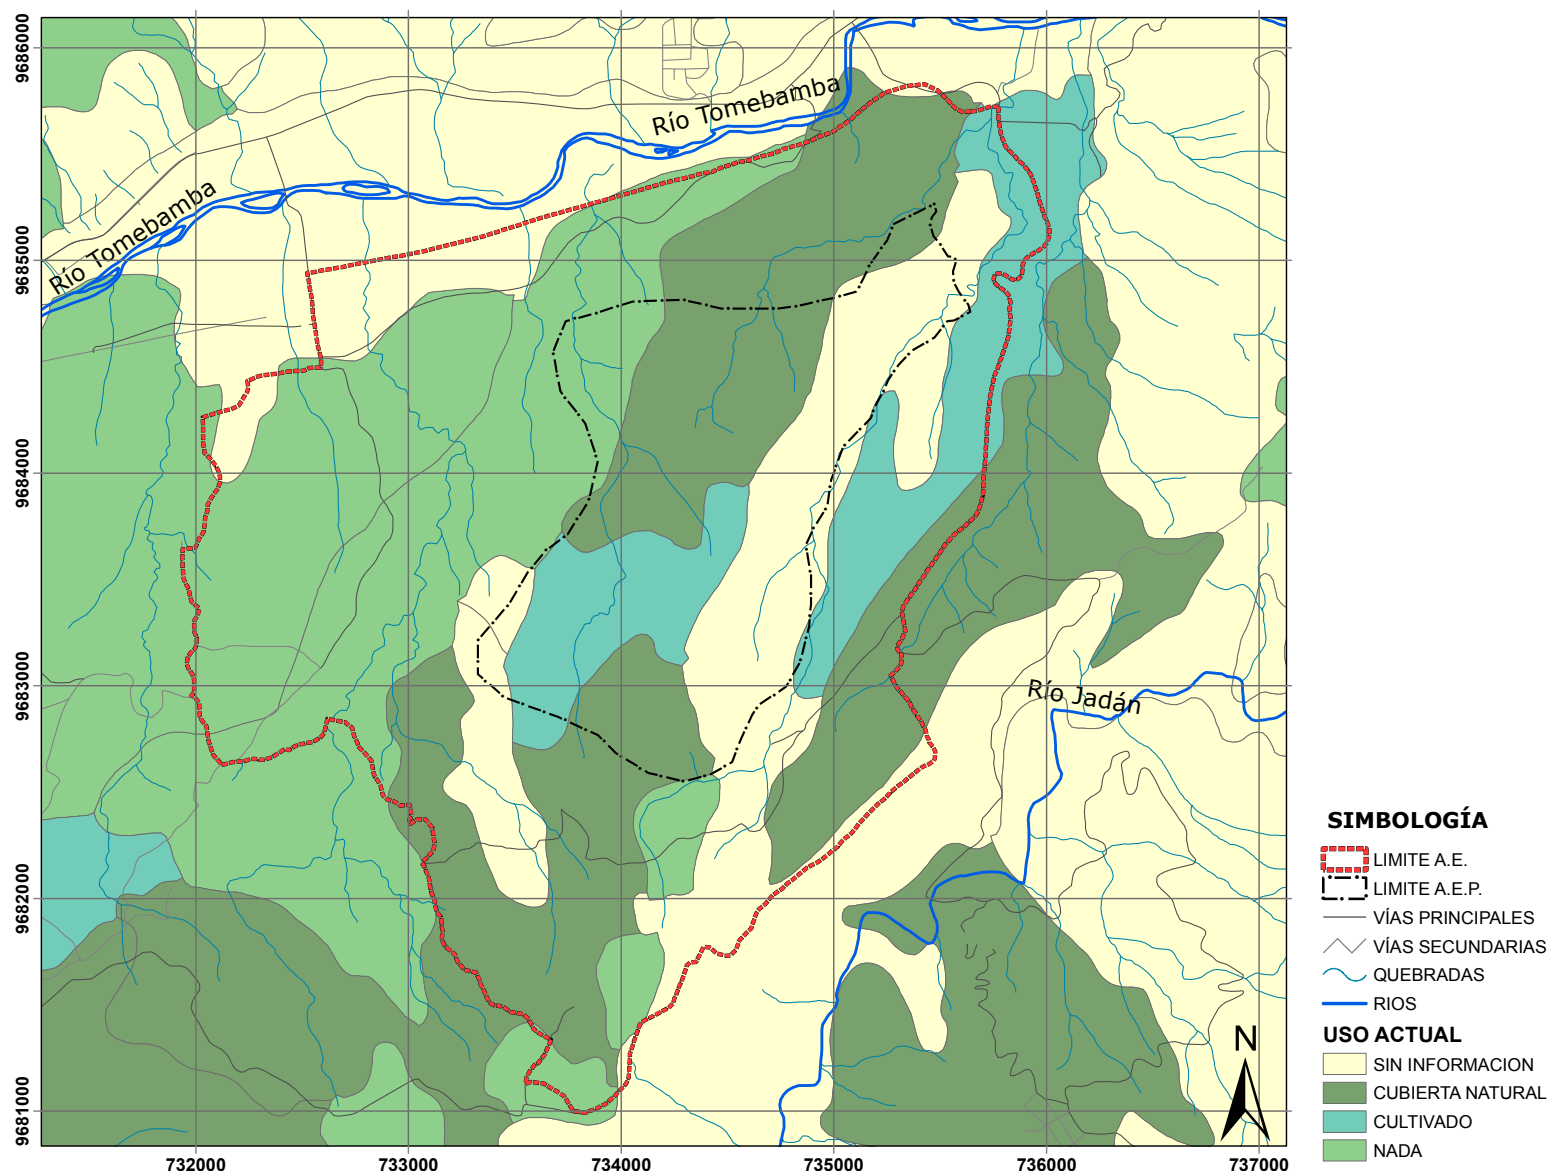 9686000
9685000
9684000
9683000
9682000
9681000
Río Tomebamba
Río Tomebamba
Río Jadán
732000
733000
734000
735000
736000
737000
SIMBOLOGÍA
LIMITE A.E.
LIMITE A.E.P.
VÍAS PRINCIPALES
VÍAS SECUNDARIAS
QUEBRADAS
RIOS
USO ACTUAL
SIN INFORMACION
CUBIERTA NATURAL
CULTIVADO
NADA
N